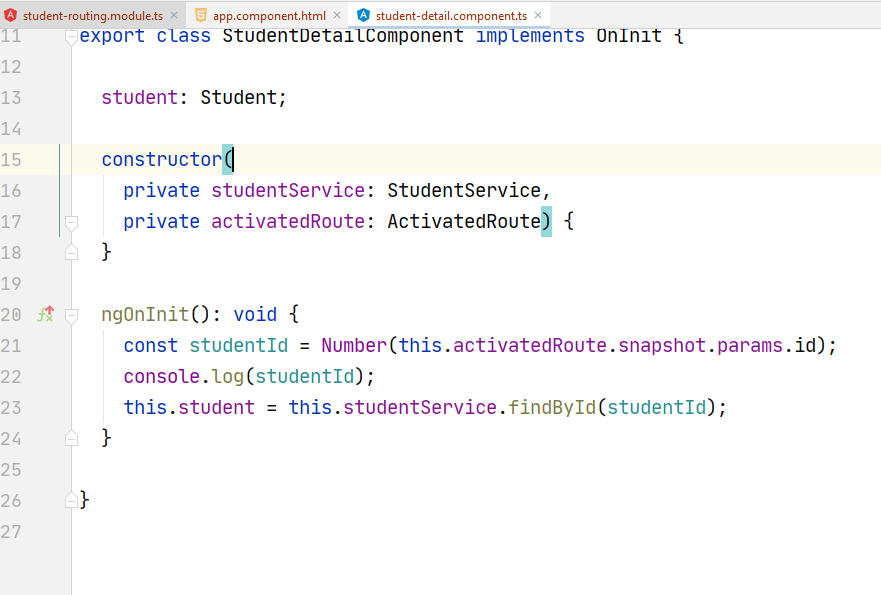 student-routing.module.ts app.component.html student-detail.component.ts
11 export class StudentDetailComponent implements OnInit {
12
13   student: Student;
14
15   constructor(
16     private studentService: StudentService,
17     private activatedRoute: ActivatedRoute) {
18   }
19
20   ngOnInit(): void {
21     const studentId = Number(this.activatedRoute.snapshot.params.id);
22     console.log(studentId);
23     this.student = this.studentService.findById(studentId);
24   }
25
26 }
27